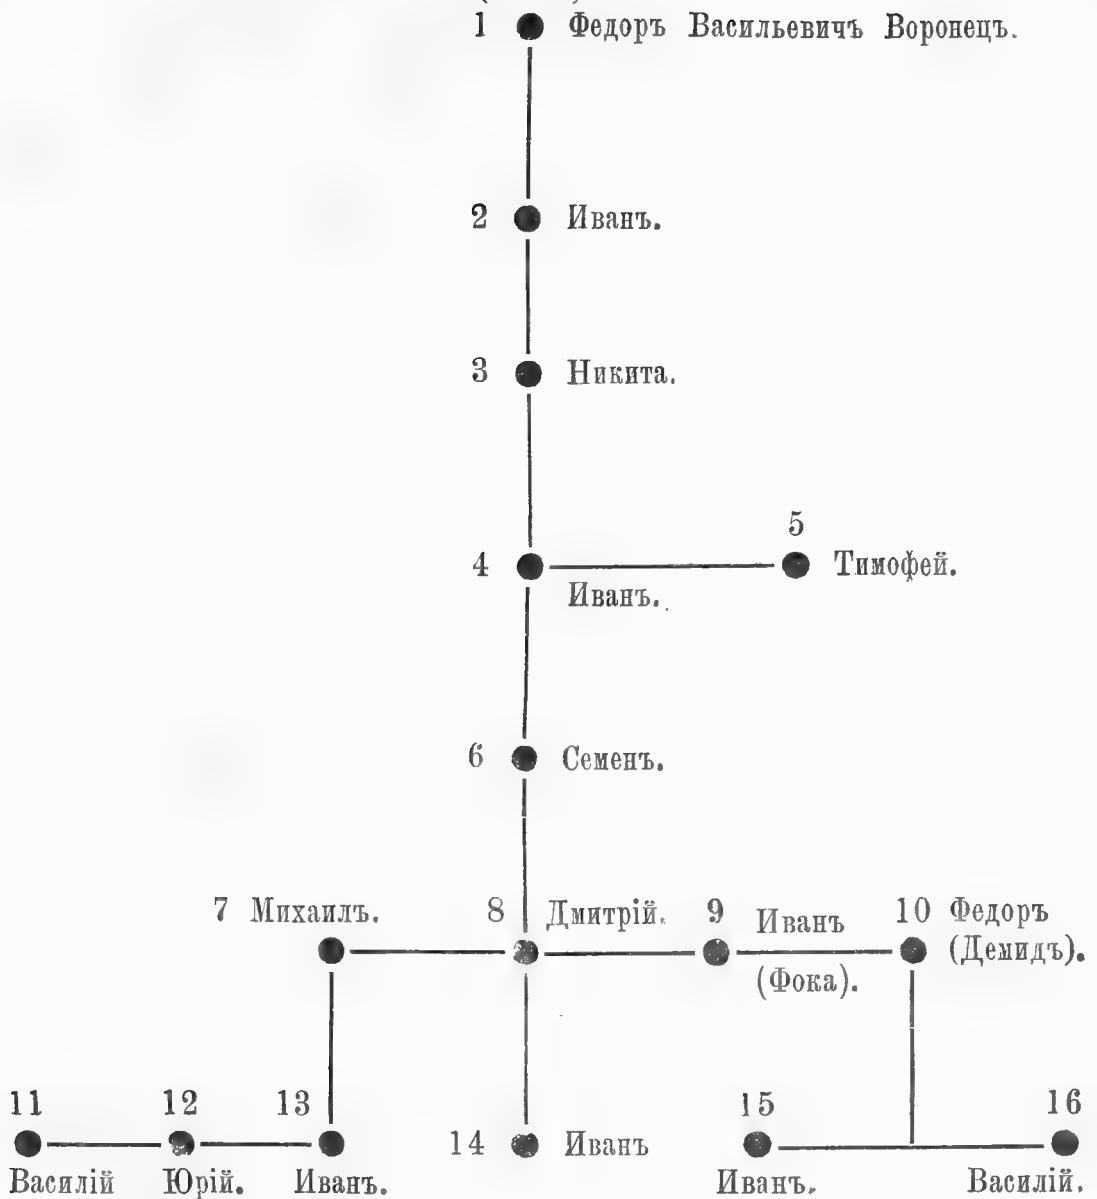 1 Федоръ Васильевичъ Воронецъ.
2 Иванъ.
3 Никита.
5
4 Тимофей.
Иванъ.
6 Семенъ.
7 Михаилъ. 8 Дмитрій. 9 Иванъ 10 Федоръ
(Фока). (Демидъ).
11 12 13 15 16
14 Иванъ
Василій Юрій. Иванъ. Иванъ. Василій.